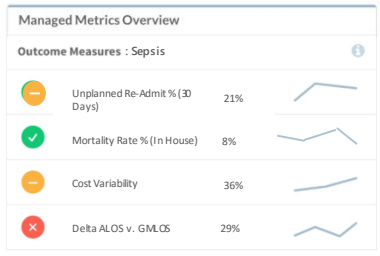 Managed Metrics Overview
Outcome Measures : Sepsis
Unplanned Re-Admit % (30
Days)
21%
Mortality Rate % (In House)
8%
Cost Variability
36%
Delta ALOS v. GMLOS
29%